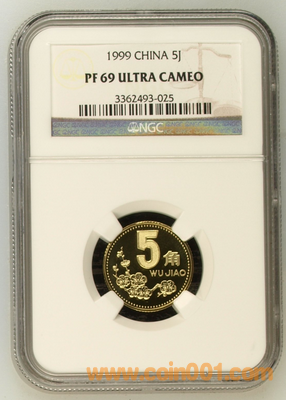 1999 CHINA 5J
PF 69 ULTRA CAMEO
3362493-025
NGC
5角
WU JIAO
www.coin001.com